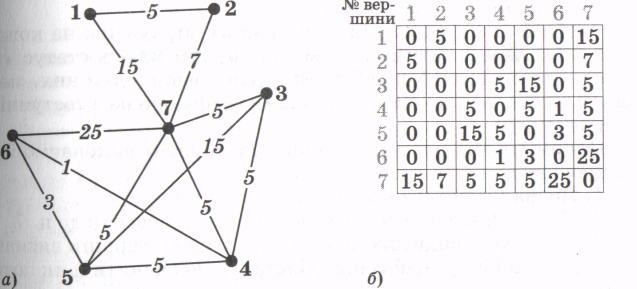 1 5 2
15 7
7 5 3
6 25 15
1 5
3 5 5
5 5 4
а)
№ вер-
шини 1 2 3 4 5 6 7
1 0 5 0 0 0 0 15
2 5 0 0 0 0 0 7
3 0 0 0 5 15 0 5
4 0 0 5 0 5 1 5
5 0 0 15 5 0 3 5
6 0 0 0 1 3 0 25
7 15 7 5 5 5 25 0
б)